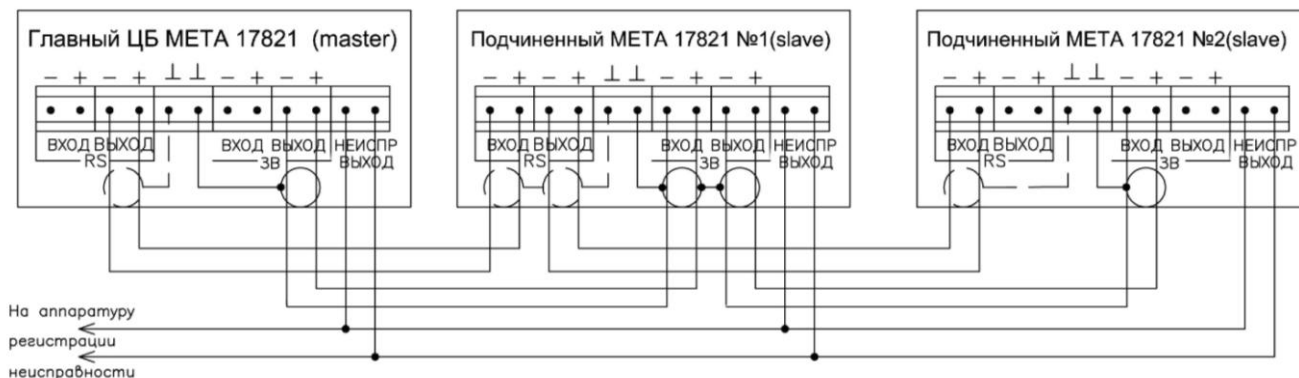 Главный ЦБ МЕТА 17821 (master)
− + − + ⊥ ⊥ − + − +
ВХОД ВЫХОД ВХОД ВЫХОД НЕИСПР
RS ЗВ ВЫХОД
Подчиненный МЕТА 17821 №1(slave)
− + − + ⊥ ⊥ − + − +
ВХОД ВЫХОД ВХОД ВЫХОД НЕИСПР
RS ЗВ ВЫХОД
Подчиненный МЕТА 17821 №2(slave)
− + − + ⊥ ⊥ − + − +
ВХОД ВЫХОД ВХОД ВЫХОД НЕИСПР
RS ЗВ ВЫХОД
На аппаратуру
регистрации
неисправности